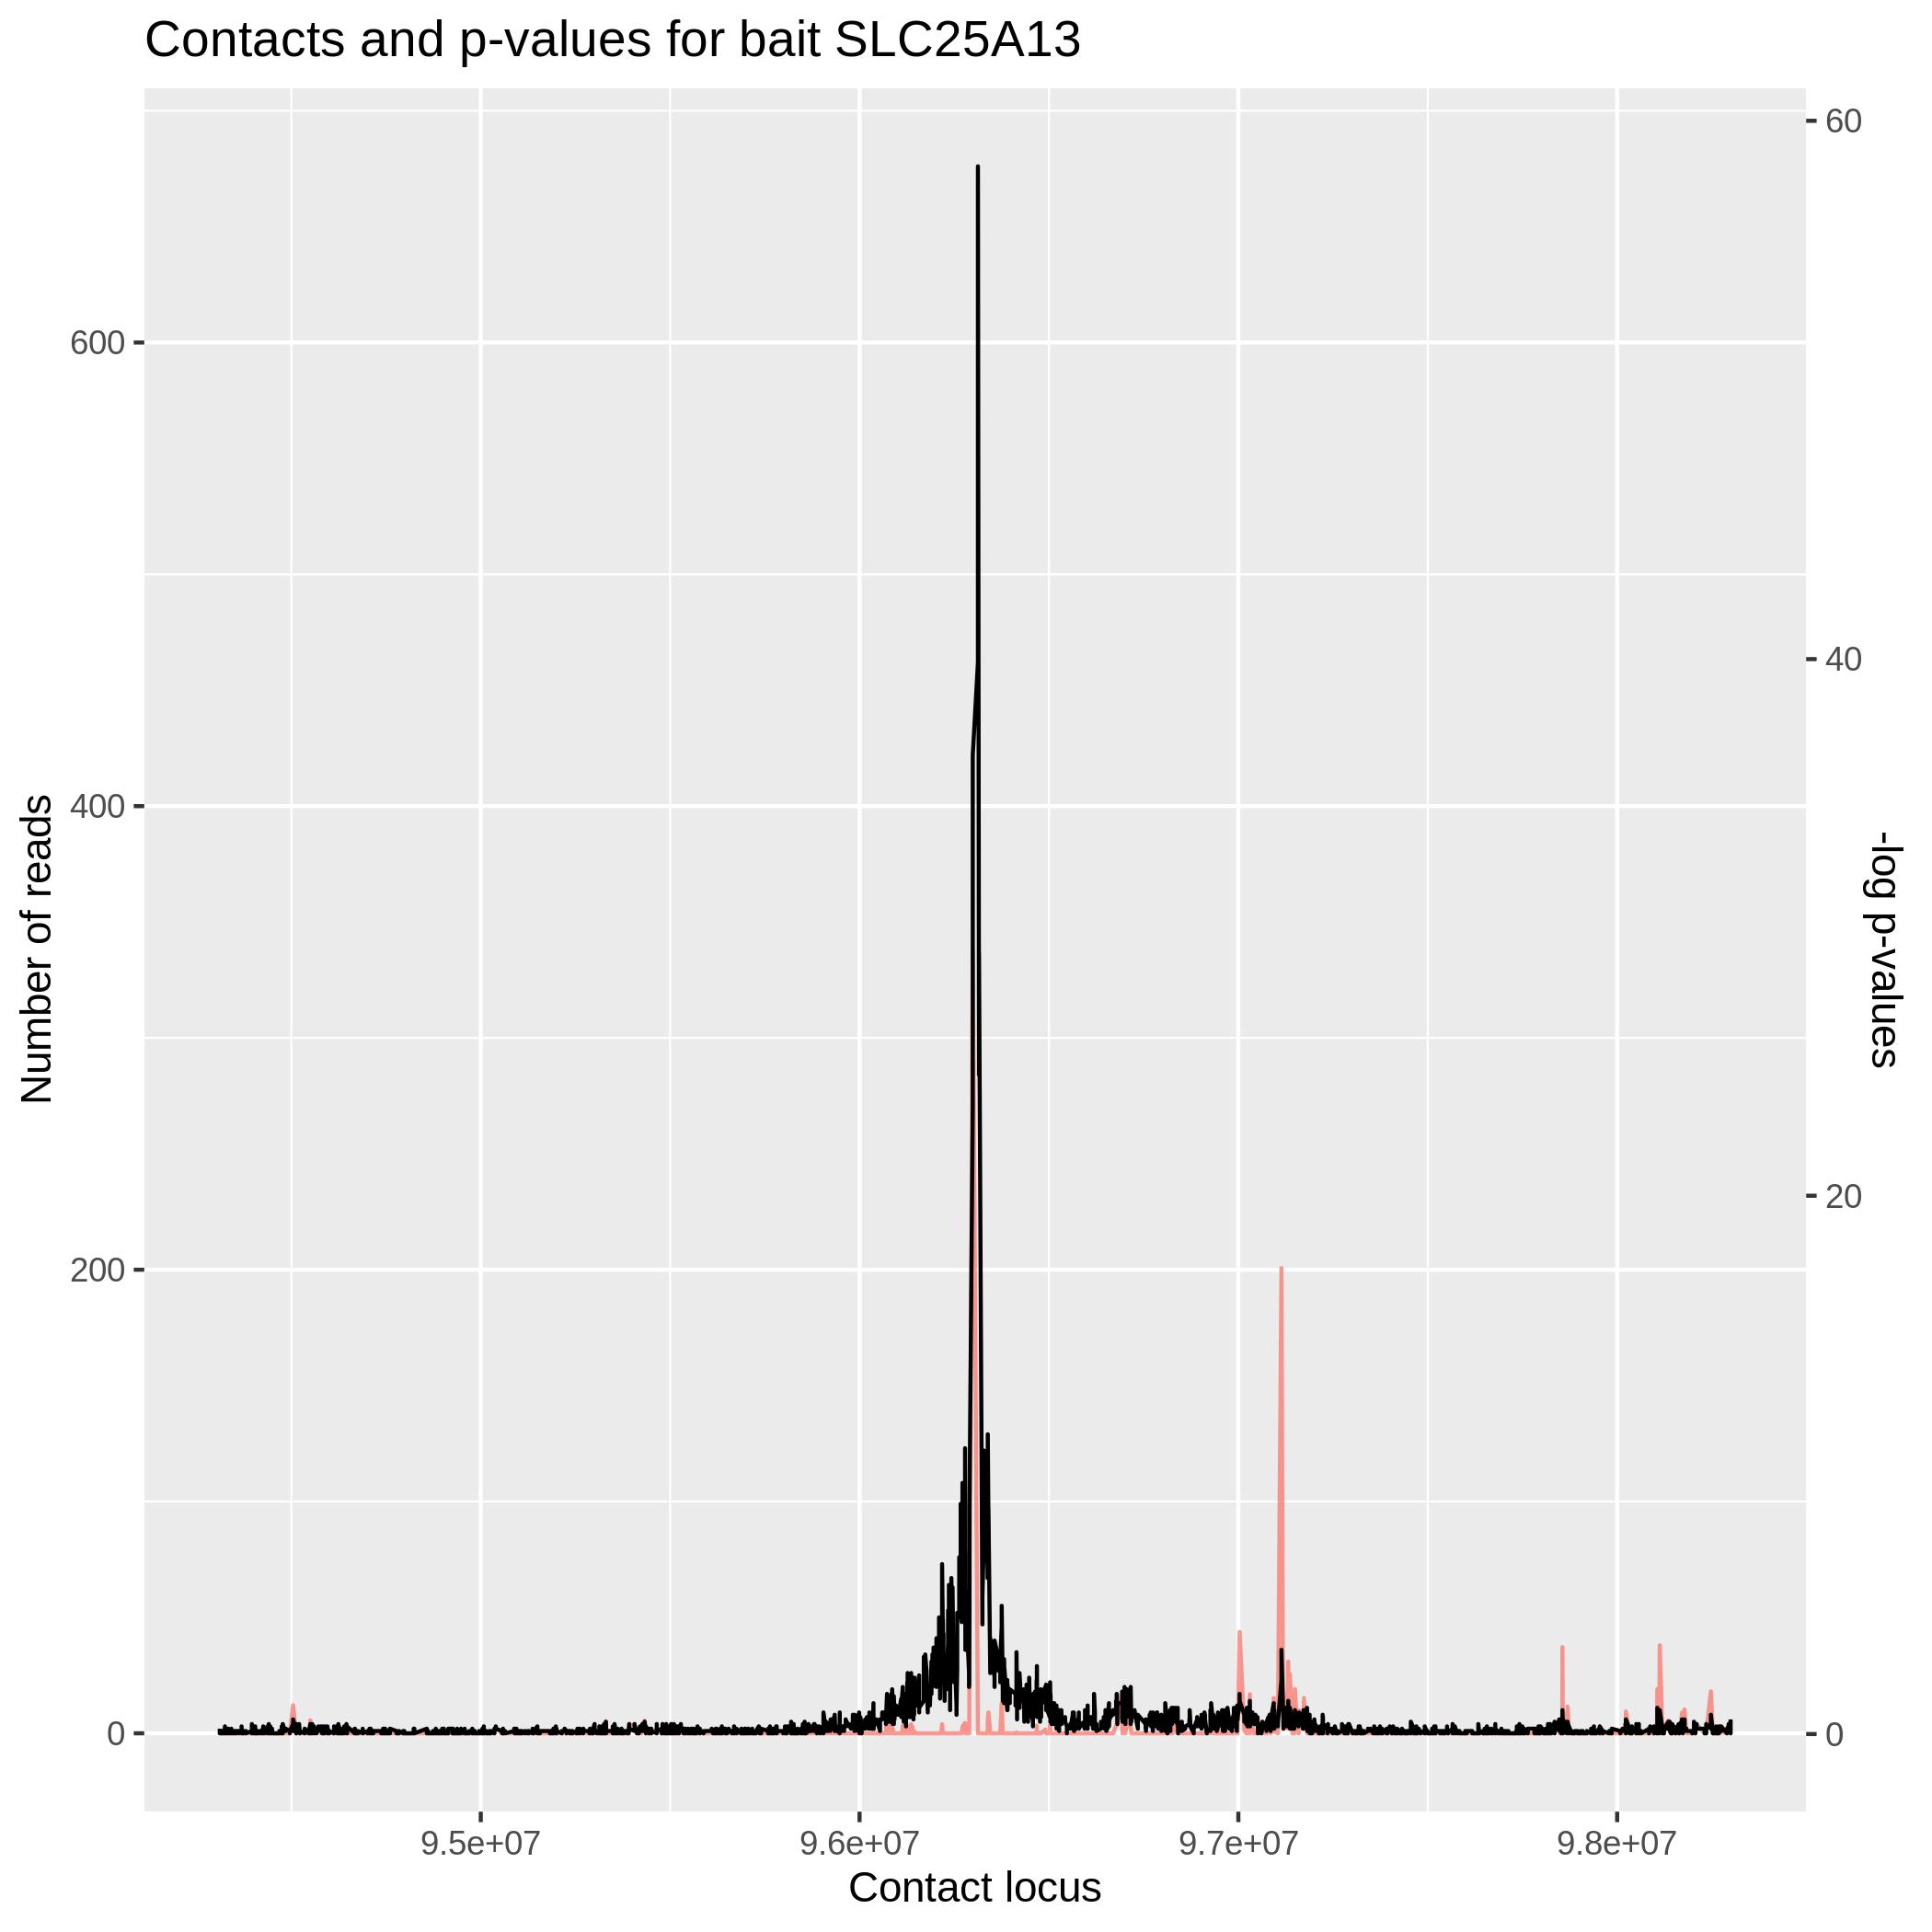 Contacts and p-values for bait SLC25A13
60
600
40
400
Number of reads
-log p-values
20
200
0
0
9.5e+07
9.6e+07
9.7e+07
9.8e+07
Contact locus